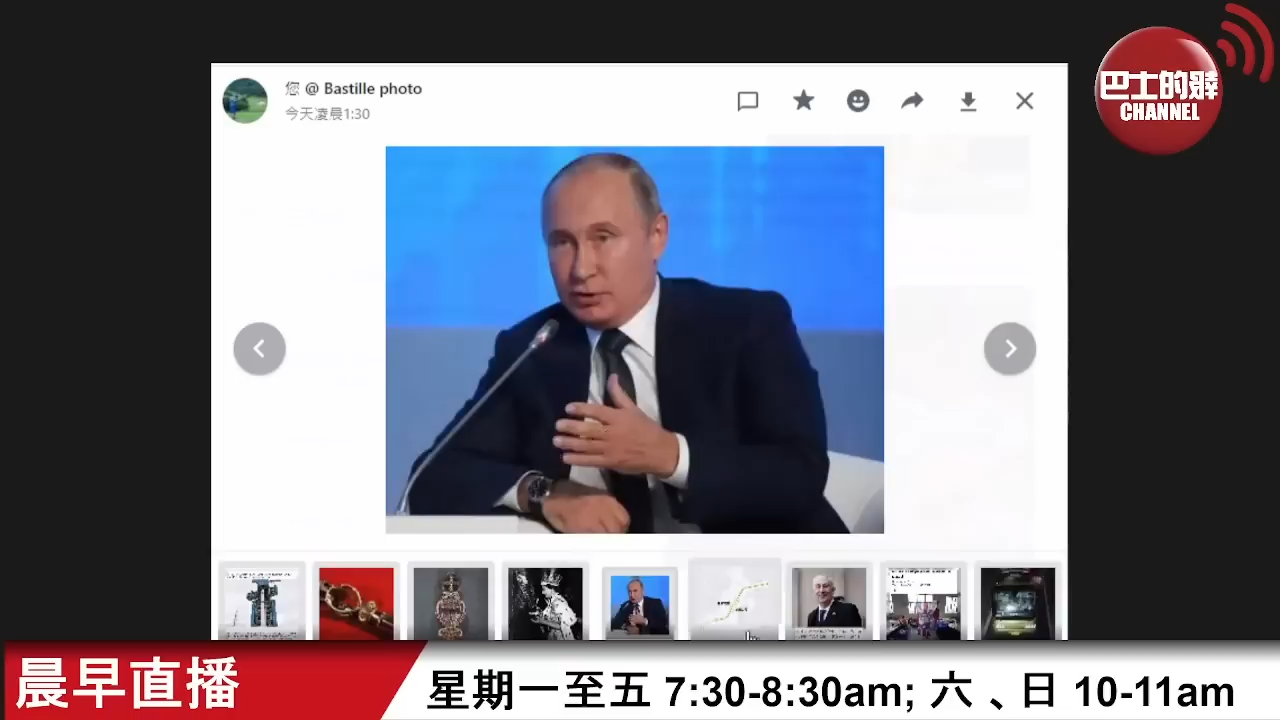 您 @ Bastille photo
今天凌晨1:30
巴士的報
CHANNEL
晨早直播
星期一至五 7:30-8:30am; 六、日 10-11am